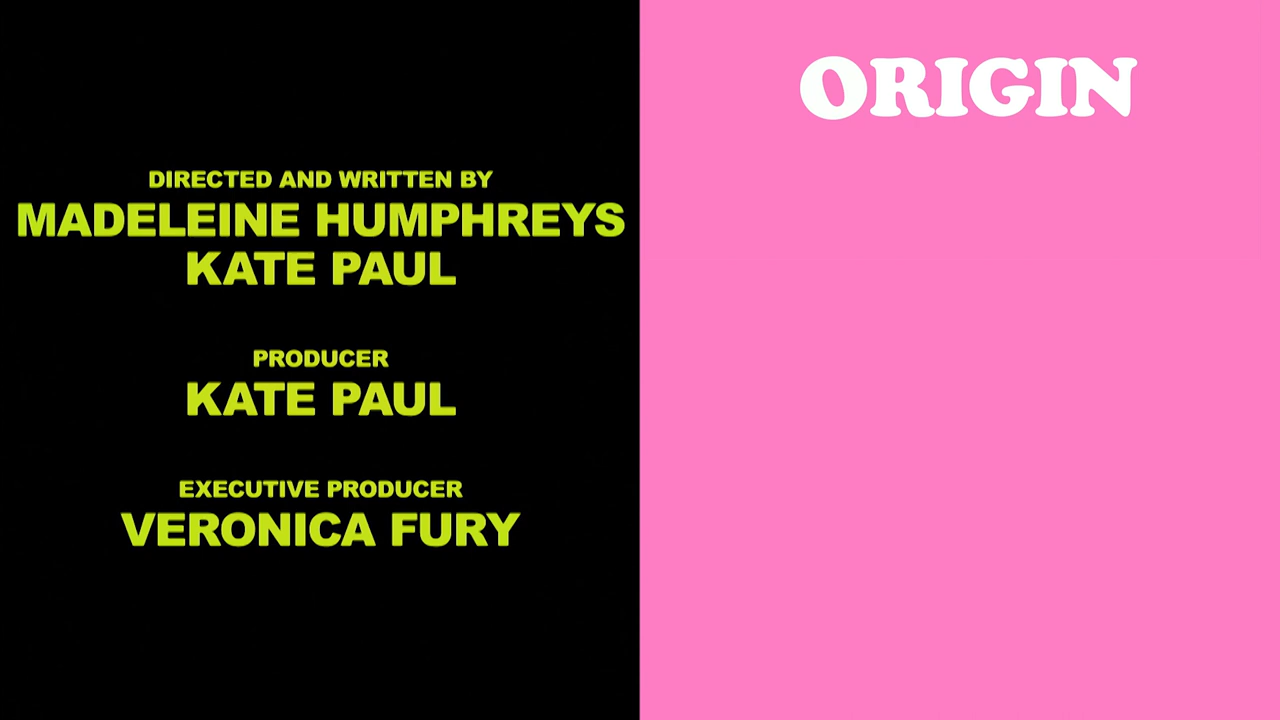 DIRECTED AND WRITTEN BY
MADELEINE HUMPHREYS
KATE PAUL
PRODUCER
KATE PAUL
EXECUTIVE PRODUCER
VERONICA FURY
ORIGIN